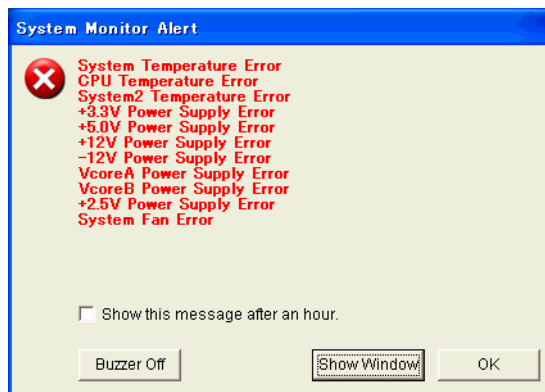 System Monitor Alert
System Temperature Error
CPU Temperature Error
System2 Temperature Error
+3.3V Power Supply Error
+5.0V Power Supply Error
+12V Power Supply Error
-12V Power Supply Error
VcoreA Power Supply Error
VcoreB Power Supply Error
+2.5V Power Supply Error
System Fan Error
Show this message after an hour.
Buzzer Off
Show Window
OK